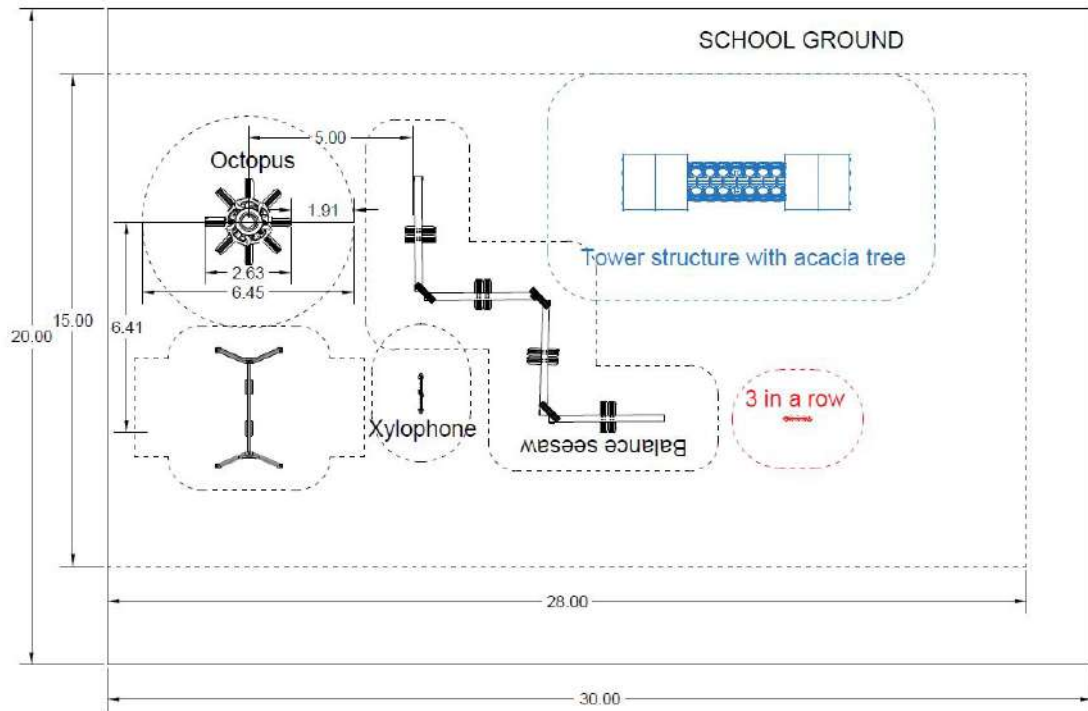 SCHOOL GROUND
5.00
Octopus
1.91
Tower structure with acacia tree
2.63
6.45
20.00
15.00
6.41
3 in a row
Xylophone
Balance seesaw
28.00
30.00